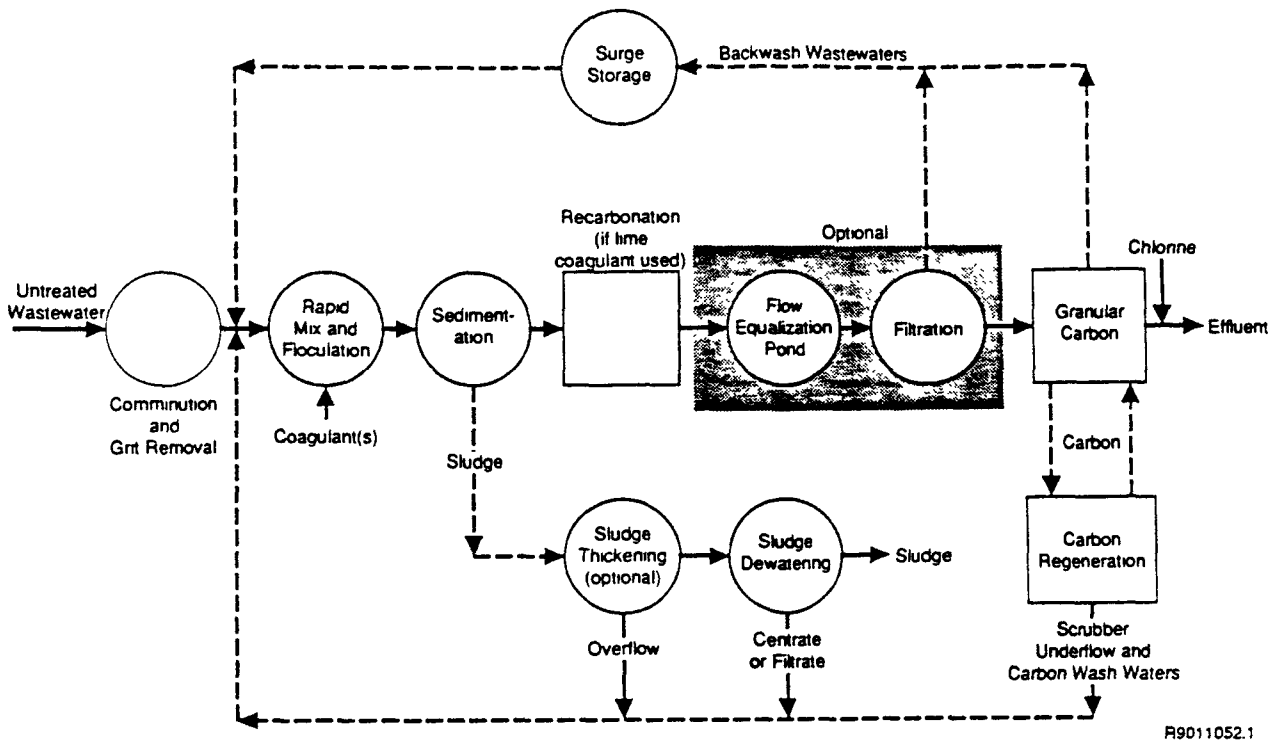 Surge
Storage
Backwash Wastewaters
Recarbonation
(if lime
coagulant used)
Optional
Chlorine
Untreated
Wastewater
Rapid
Mix and
Floculation
Sediment-
ation
Flow
Equalization
Pond
Filtration
Granular
Carbon
Effluent
Comminution
and
Grit Removal
Coagulant(s)
Sludge
Carbon
Sludge
Thickening
(optional)
Sludge
Dewatering
Sludge
Carbon
Regeneration
Overflow
Centrate
or Filtrate
Scrubber
Underflow and
Carbon Wash Waters
R9011052.1